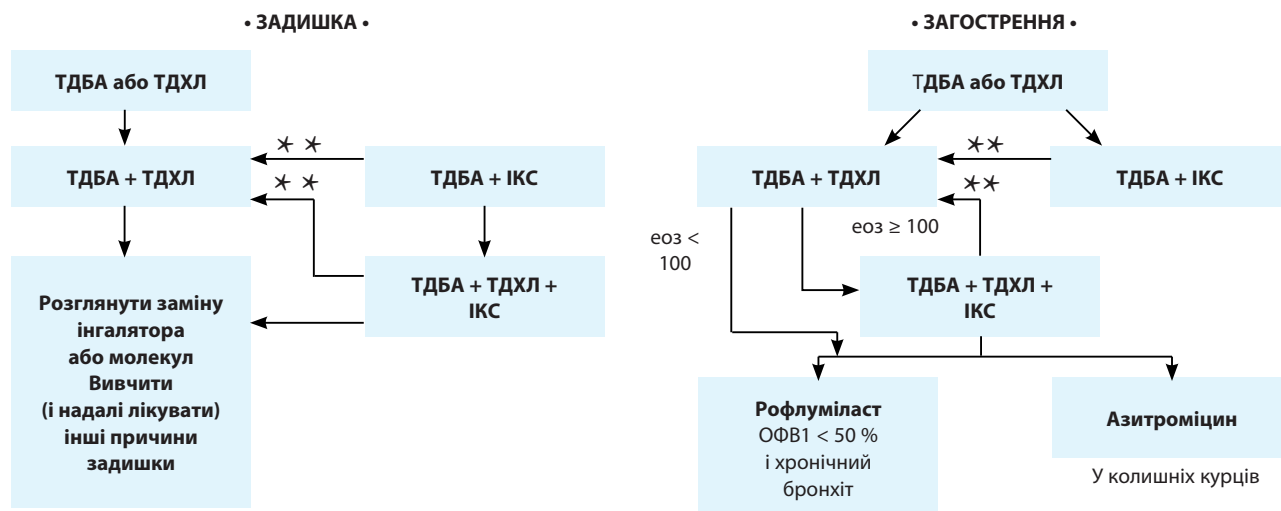 • ЗАДИШКА •
ТДБА або ТДХЛ
* *
ТДБА + ТДХЛ
ТДБА + ІКС
* *
ТДБА + ТДХЛ +
ІКС
Розглянути заміну
інгалятора
або молекул
Вивчити
(і надалі лікувати)
інші причини
задишки
• ЗАГОСТРЕННЯ •
ТДБА або ТДХЛ
**
ТДБА + ТДХЛ
ТДБА + ІКС
**
еоз <
100
еоз ≥ 100
ТДБА + ТДХЛ +
ІКС
Рофлуміласт
ОФВ1 < 50 %
і хронічний
бронхіт
Азитроміцин
У колишніх курців